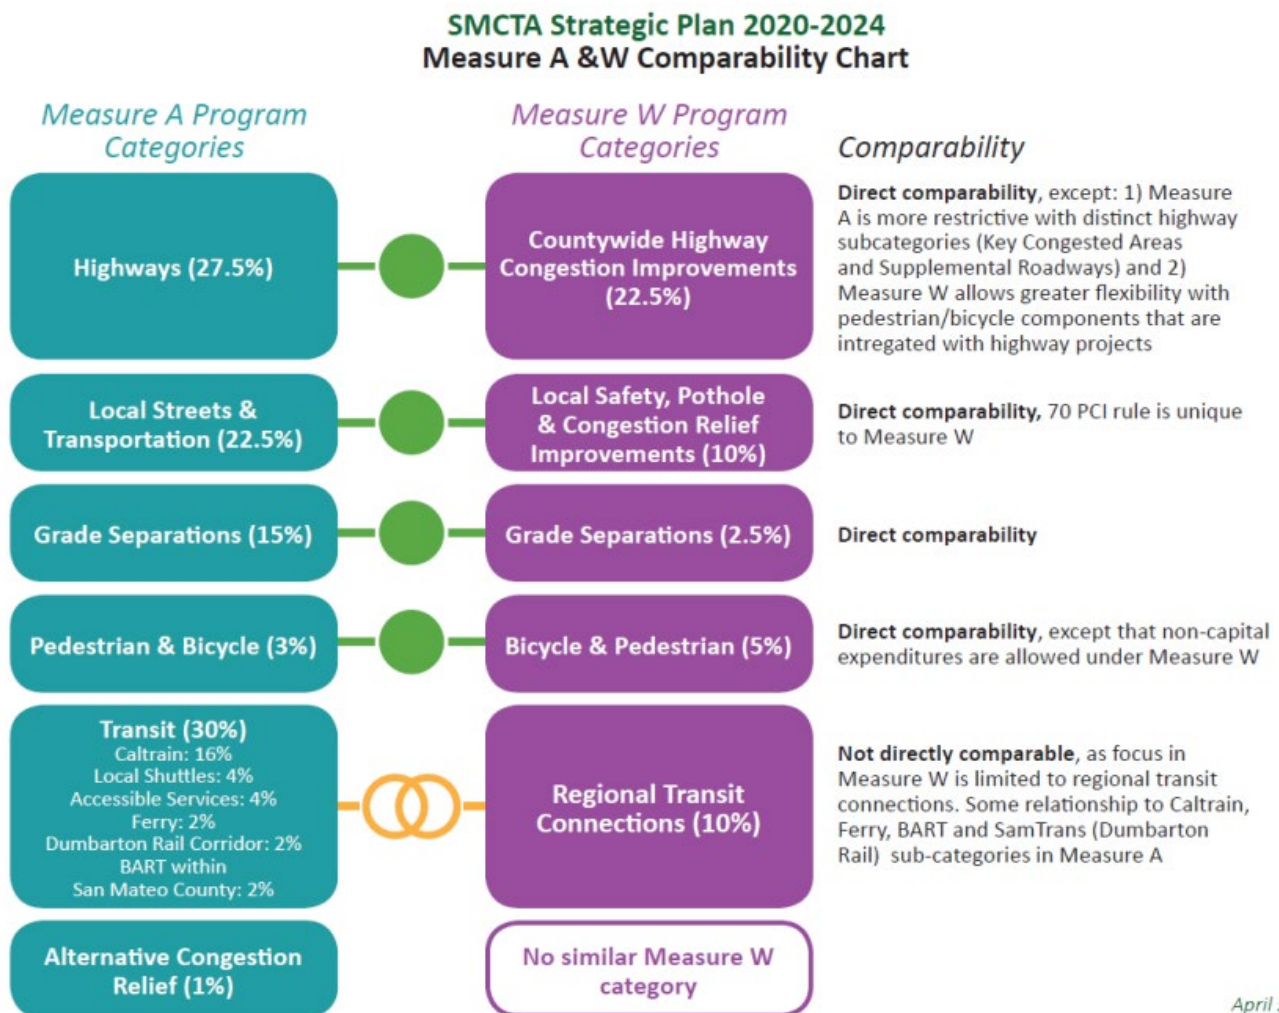 SMCTA Strategic Plan 2020-2024
Measure A &W Comparability Chart
Measure A Program
Categories
Measure W Program
Categories
Comparability
Highways (27.5%)
Countywide Highway
Congestion Improvements
(22.5%)
Direct comparability, except: 1) Measure
A is more restrictive with distinct highway
subcategories (Key Congested Areas
and Supplemental Roadways) and 2)
Measure W allows greater flexibility with
pedestrian/bicycle components that are
intregated with highway projects
Local Streets &
Transportation (22.5%)
Local Safety, Pothole
& Congestion Relief
Improvements (10%)
Direct comparability, 70 PCI rule is unique
to Measure W
Grade Separations (15%)
Grade Separations (2.5%)
Direct comparability
Pedestrian & Bicycle (3%)
Bicycle & Pedestrian (5%)
Direct comparability, except that non-capital
expenditures are allowed under Measure W
Transit (30%)
Caltrain: 16%
Local Shuttles: 4%
Accessible Services: 4%
Ferry: 2%
Dumbarton Rail Corridor: 2%
BART within
San Mateo County: 2%
Regional Transit
Connections (10%)
Not directly comparable, as focus in
Measure W is limited to regional transit
connections. Some relationship to Caltrain,
Ferry, BART and SamTrans (Dumbarton
Rail) sub-categories in Measure A
Alternative Congestion
Relief (1%)
No similar Measure W
category
April